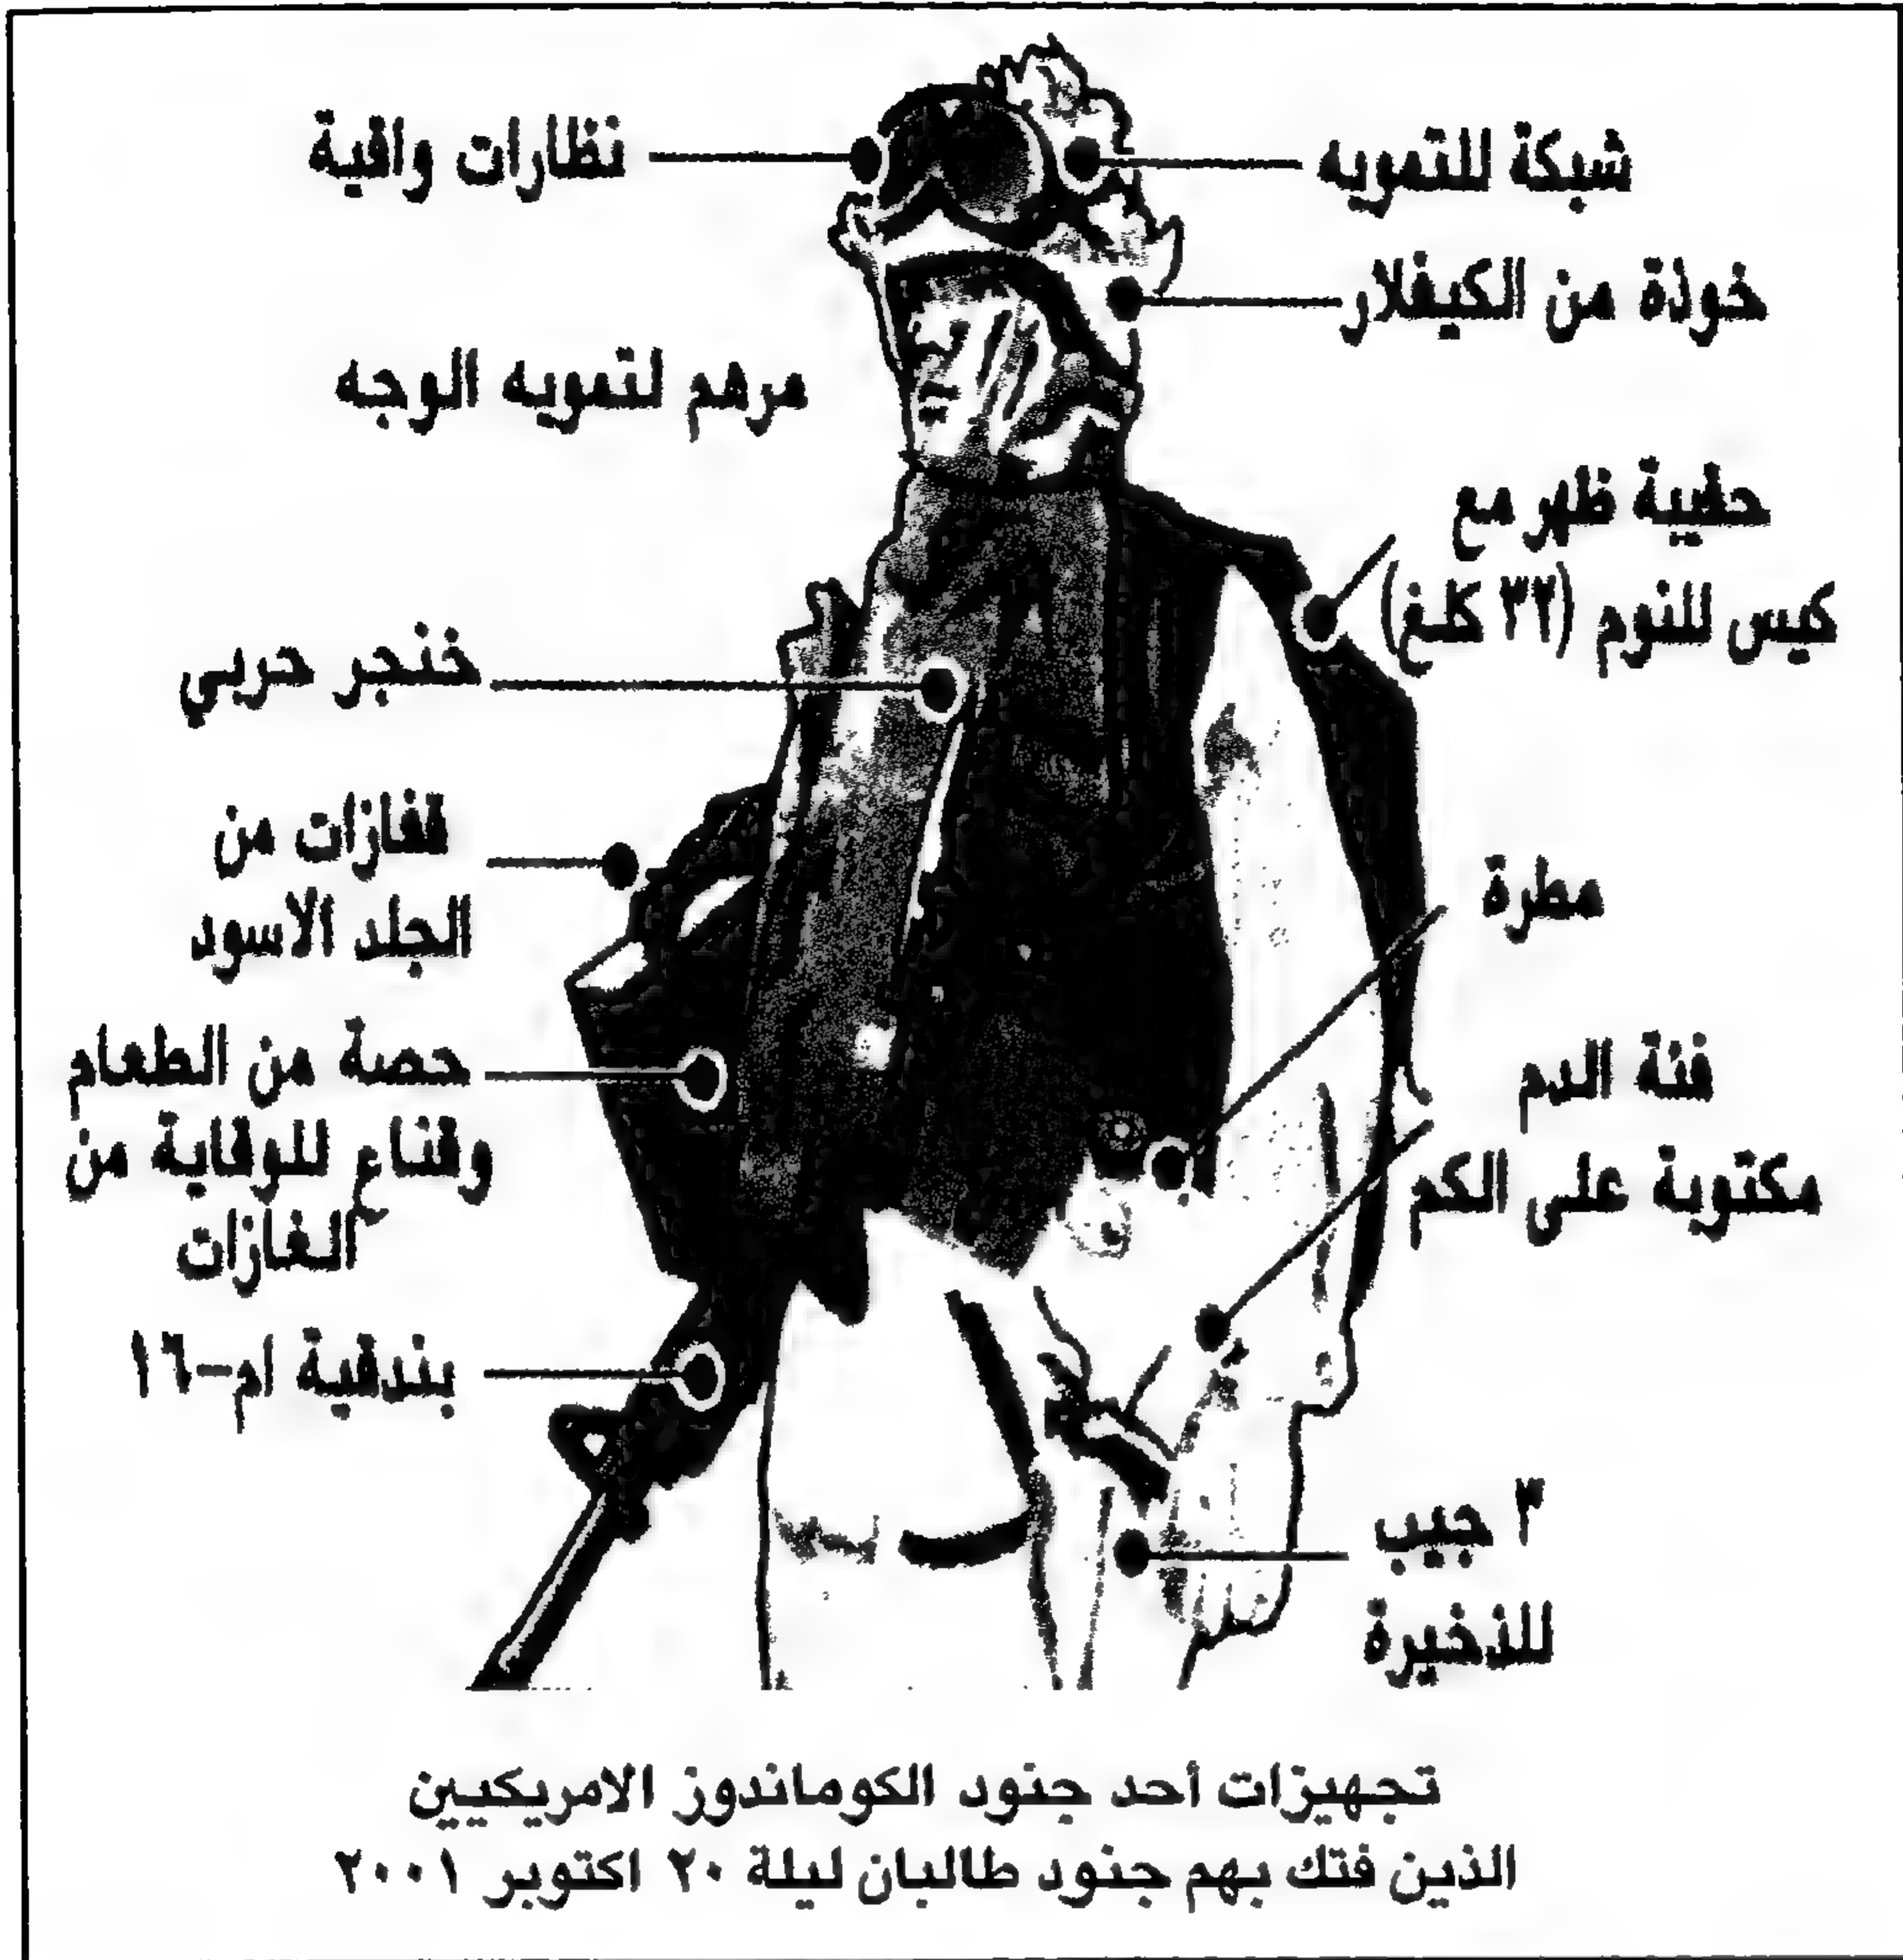 شبكة للتمويه
نظارات واقية
خوذة من الكيفلار
مرهم لتمويه الوجه
حقيبة ظهر مع
كيس للنوم (٣٢ كلغ)
خنجر حربي
قفازات من
الجلد الاسود
مطرة
حصة من الطعام
وقناع للوقاية من
الغازات
فئة الدم
مكتوبة على الكم
بندقية ام-١٦
٣ جيب
للذخيرة
تجهيزات أحد جنود الكوماندوز الامريكيين
الذين فتك بهم جنود طالبان ليلة ٢٠ اكتوبر ٢٠٠١